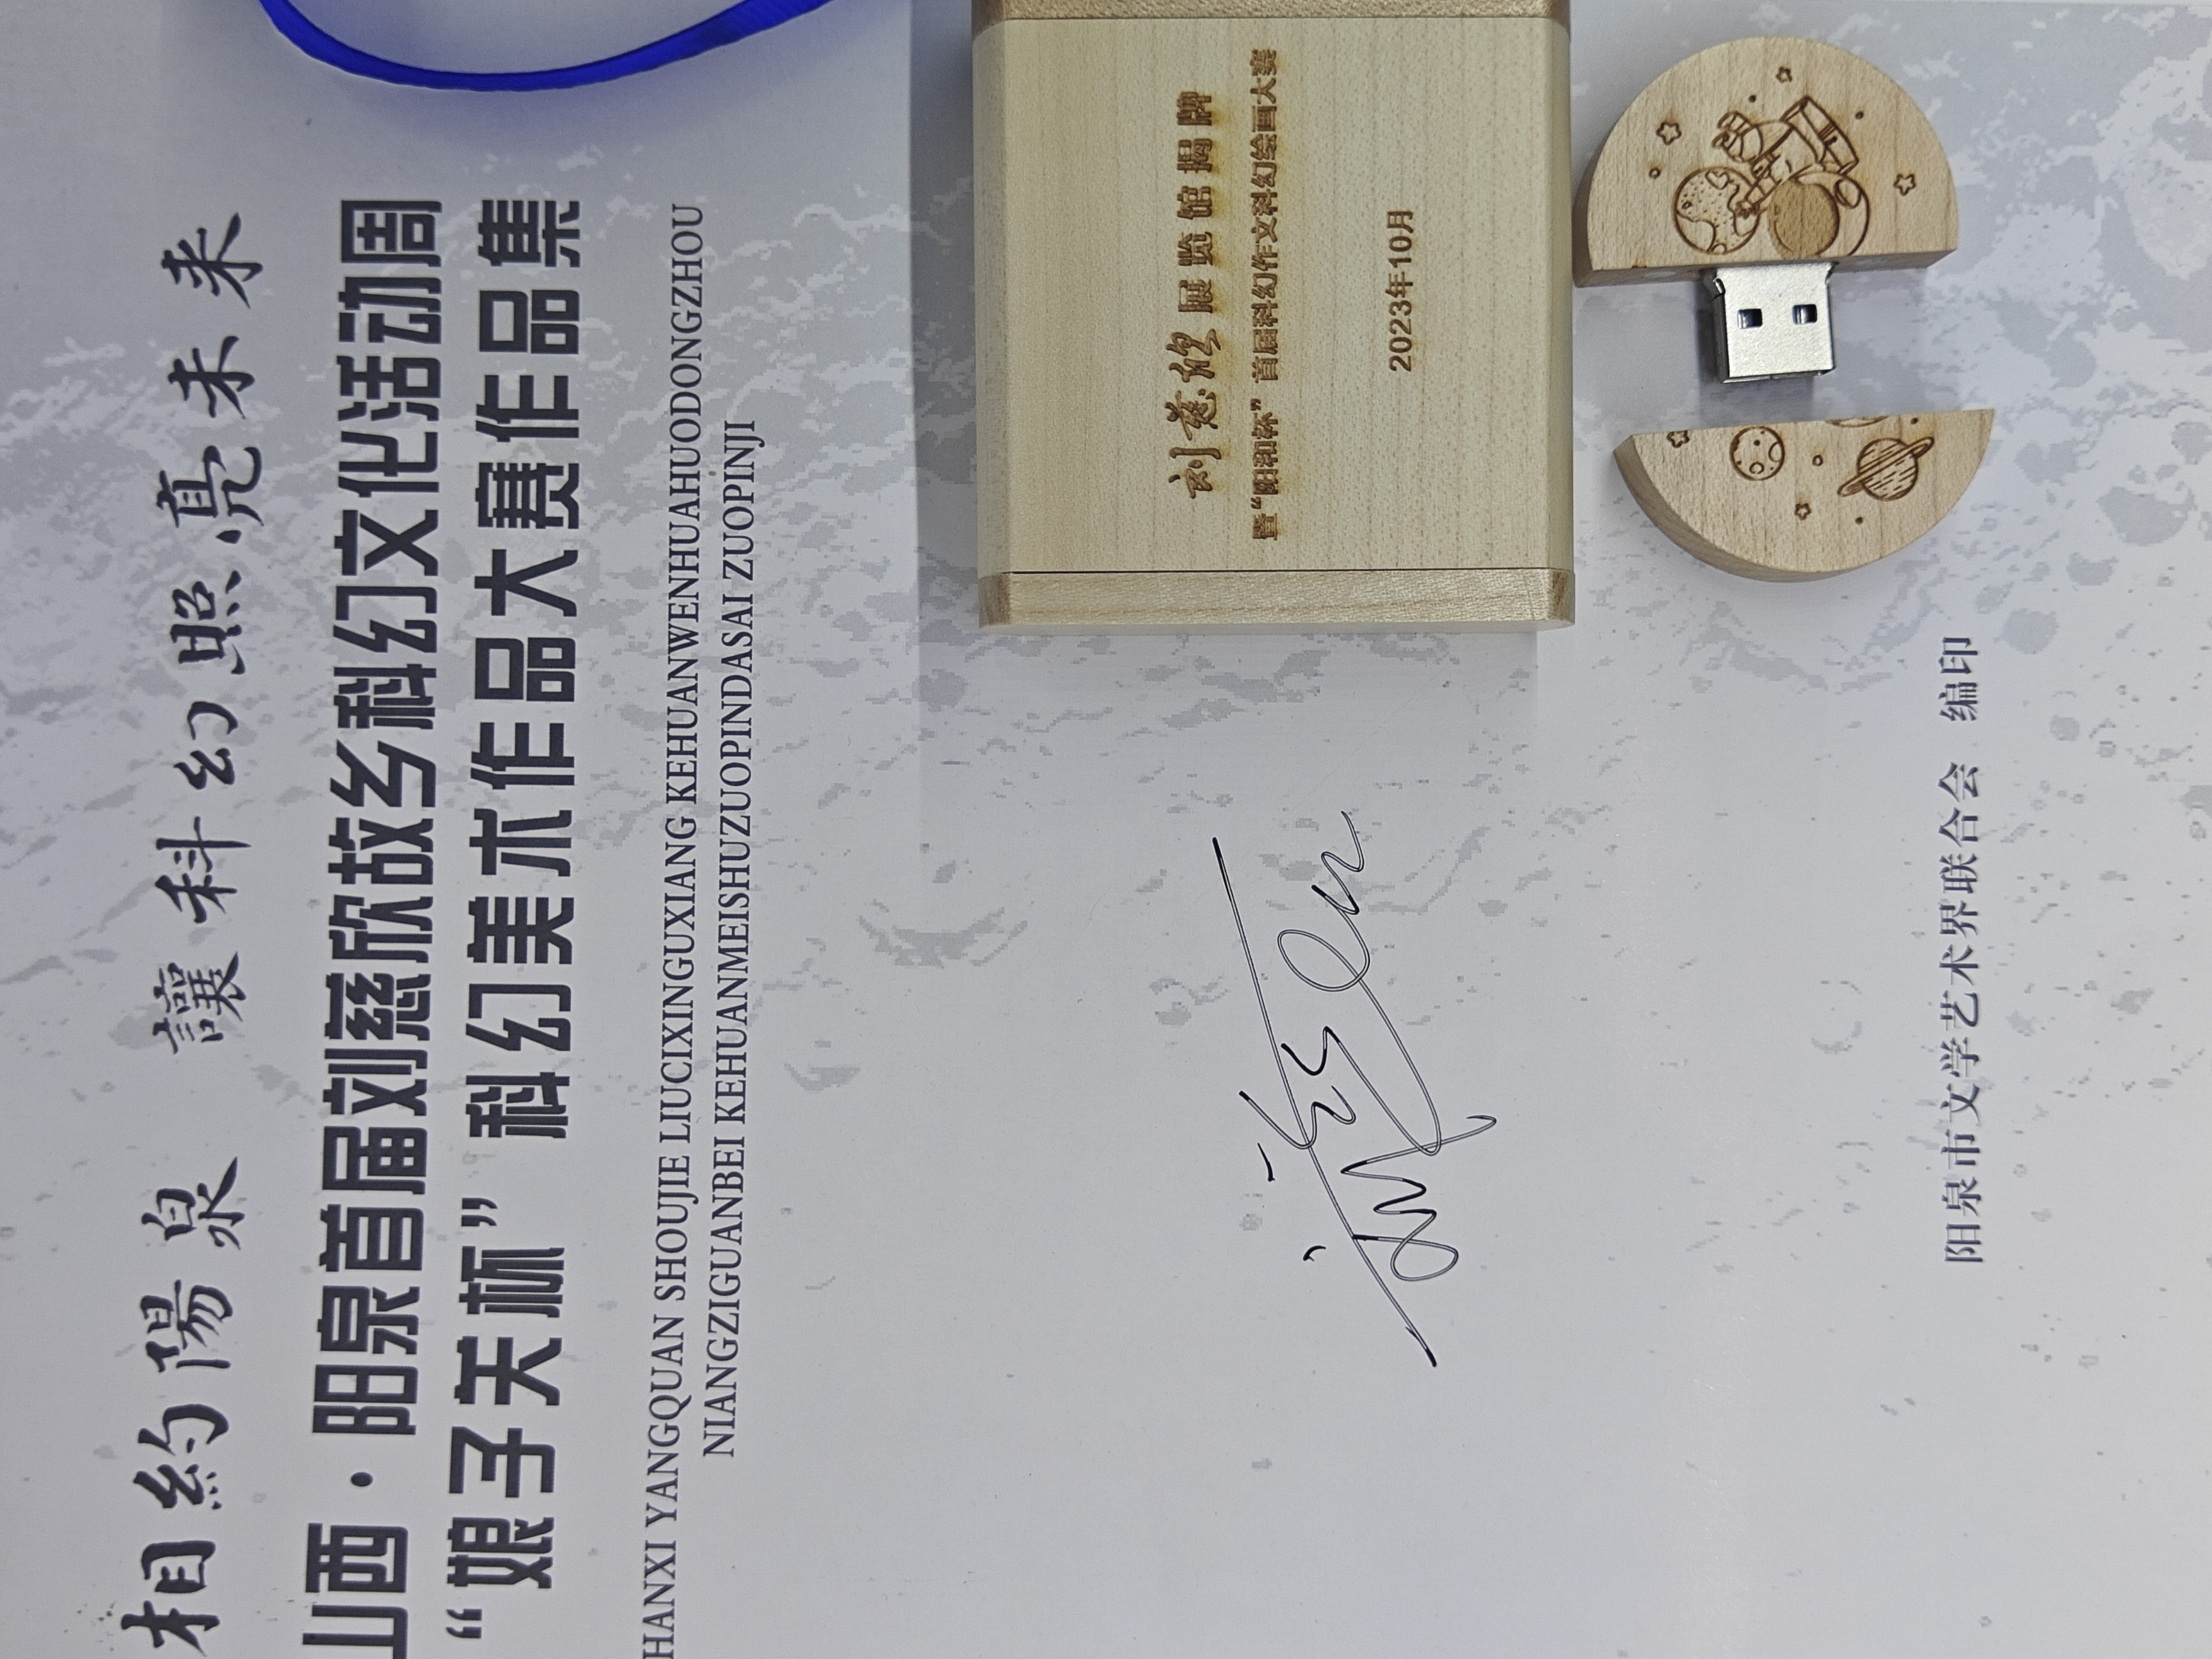 相約陽泉 讓科幻照亮未来
山西·阳泉首届刘慈欣故乡科幻文化活动周
“娘子关杯”科幻美术作品大赛作品集
HANXI YANGQUAN SHOUJIE LIUCIXINGUXIANG KEHUANWENHUAHUODONGZHOU
NIANGZIGUANBEI KEHUANMEISHUZUOPINDASAI ZUOPINJI
刘慈欣
刘慈欣展览馆揭牌
暨“阳和杯”首届科幻作文科幻绘画大赛
2023年10月
阳泉市文学艺术界联合会 编印